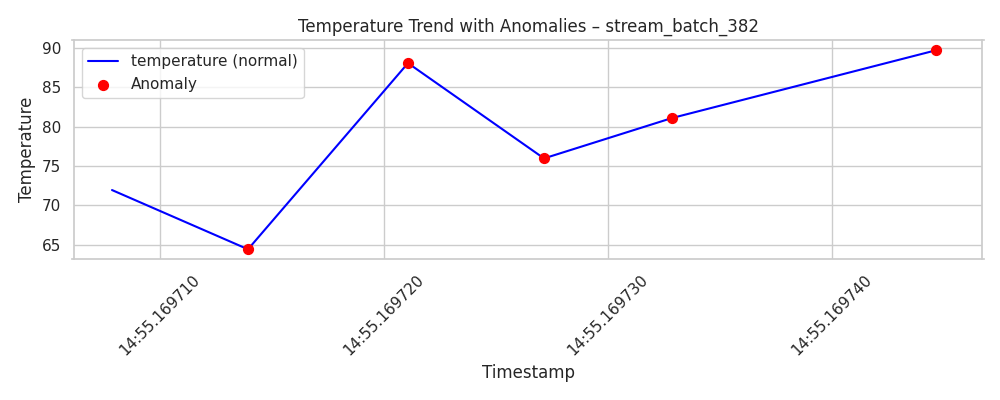 Temperature Trend with Anomalies – stream_batch_382
temperature (normal)
Anomaly
Temperature
90
85
80
75
70
65
14:55.169710
14:55.169720
14:55.169730
14:55.169740
Timestamp